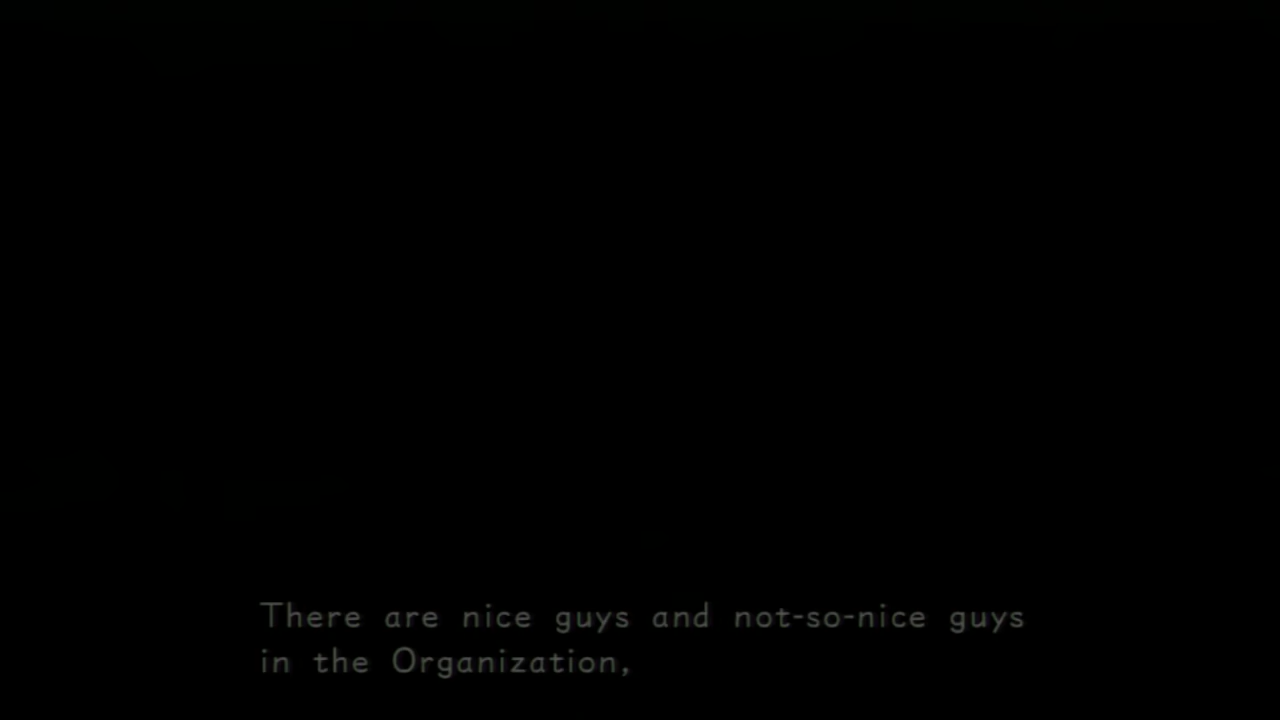 There are nice guys and not-so-nice guys
in the Organization,